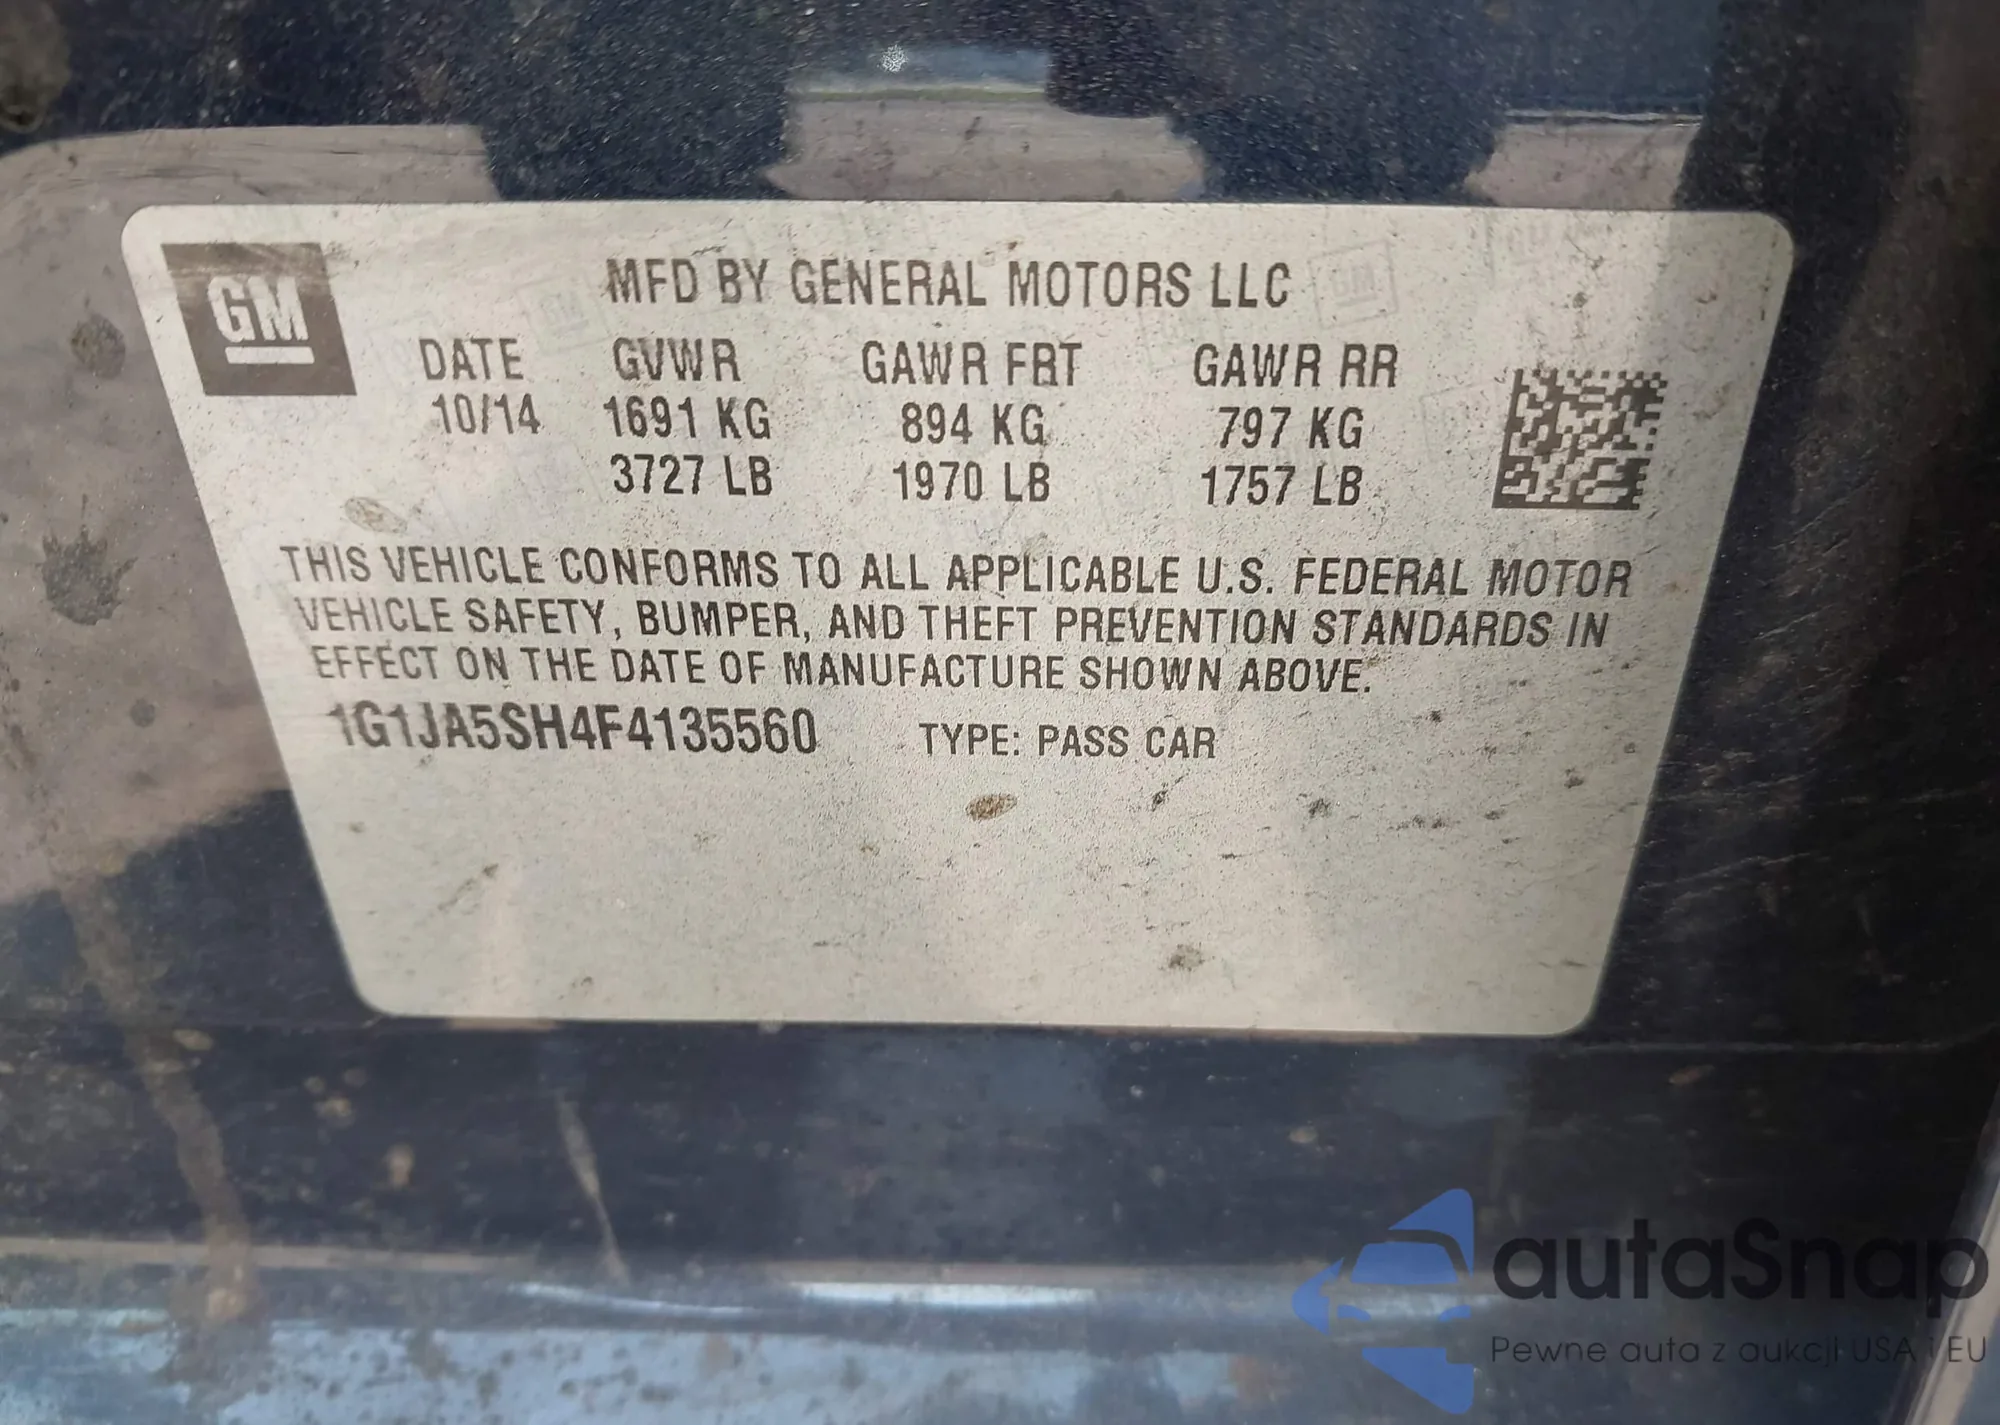 GM
MFD BY GENERAL MOTORS LLC
DATE GVWR GAWR FRT GAWR RR
10/14 1691 KG 894 KG 797 KG
3727 LB 1970 LB 1757 LB
THIS VEHICLE CONFORMS TO ALL APPLICABLE U.S. FEDERAL MOTOR
VEHICLE SAFETY, BUMPER, AND THEFT PREVENTION STANDARDS IN
EFFECT ON THE DATE OF MANUFACTURE SHOWN ABOVE.
1G1JA5SH4F4135560 TYPE: PASS CAR
autaSnap
Pewne auta z aukcji USA i EU